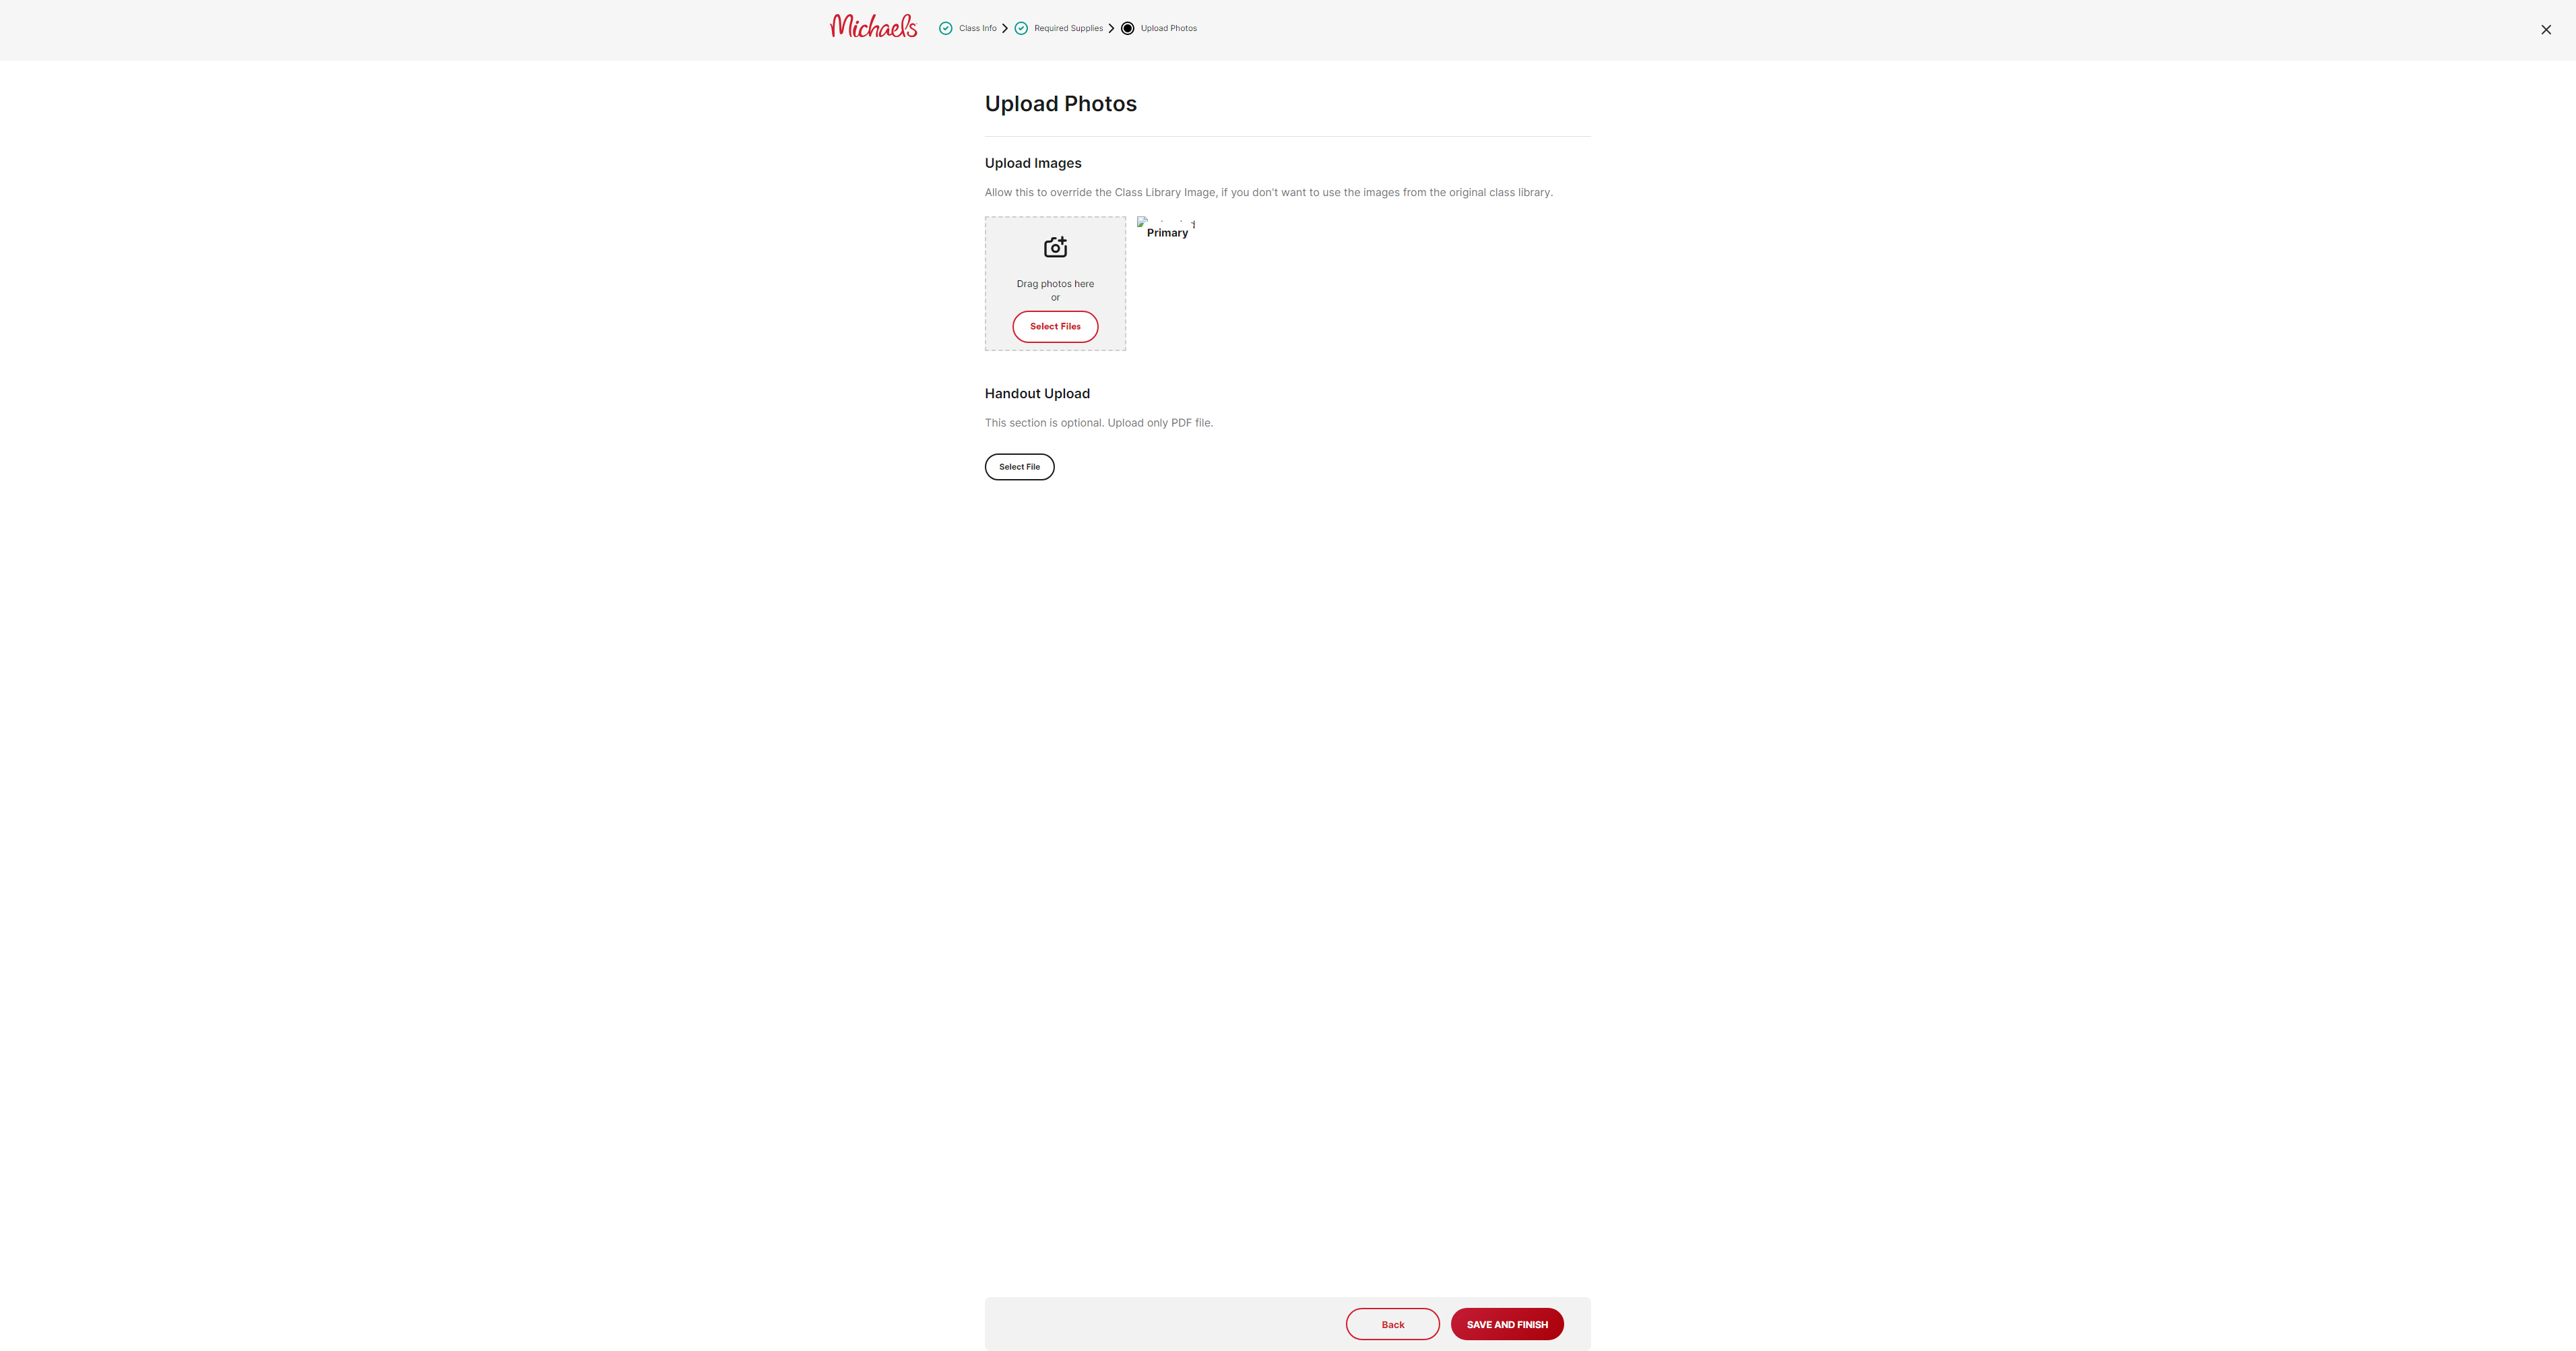 Michaels
Class Info
Required Supplies
Upload Photos
Upload Photos
Upload Images
Allow this to override the Class Library Image, if you don't want to use the images from the original class library.
Primary
Drag photos here
or
Select Files
Handout Upload
This section is optional. Upload only PDF file.
Select File
Back
SAVE AND FINISH